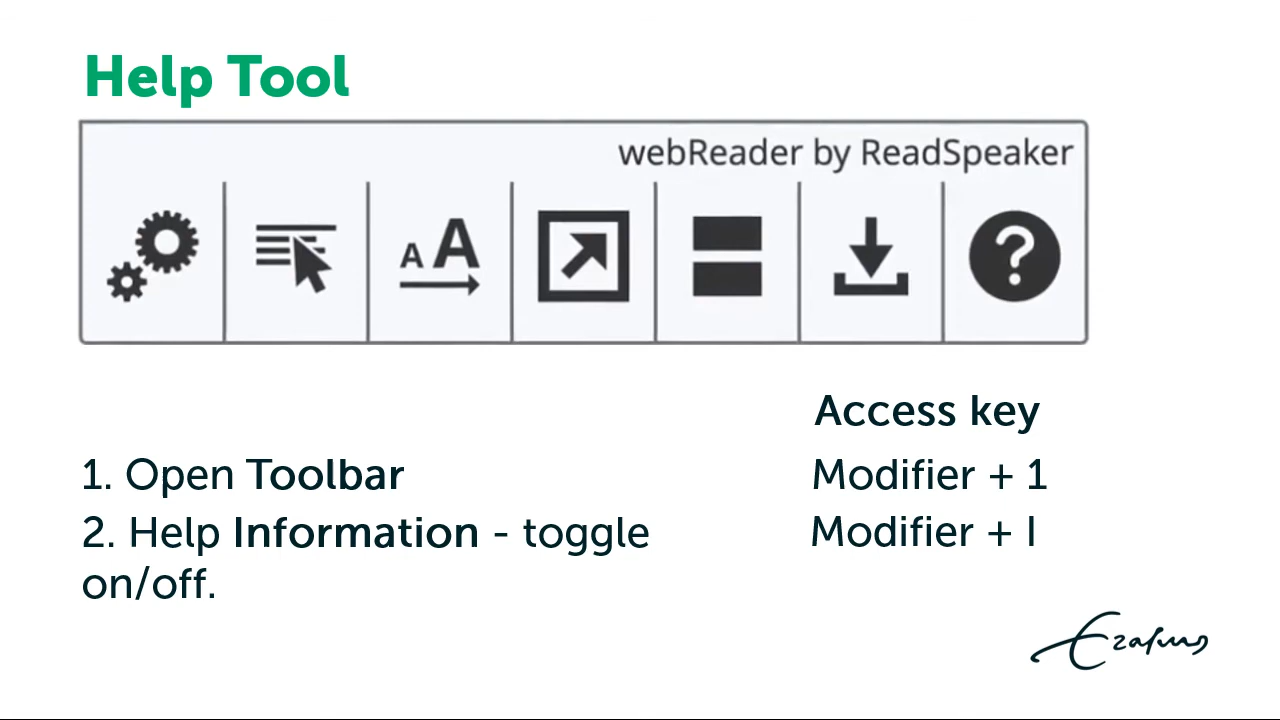 Help Tool
webReader by ReadSpeaker
A A
?
Access key
1. Open Toolbar Modifier + 1
2. Help Information - toggle Modifier + I
on/off.
Erasmus